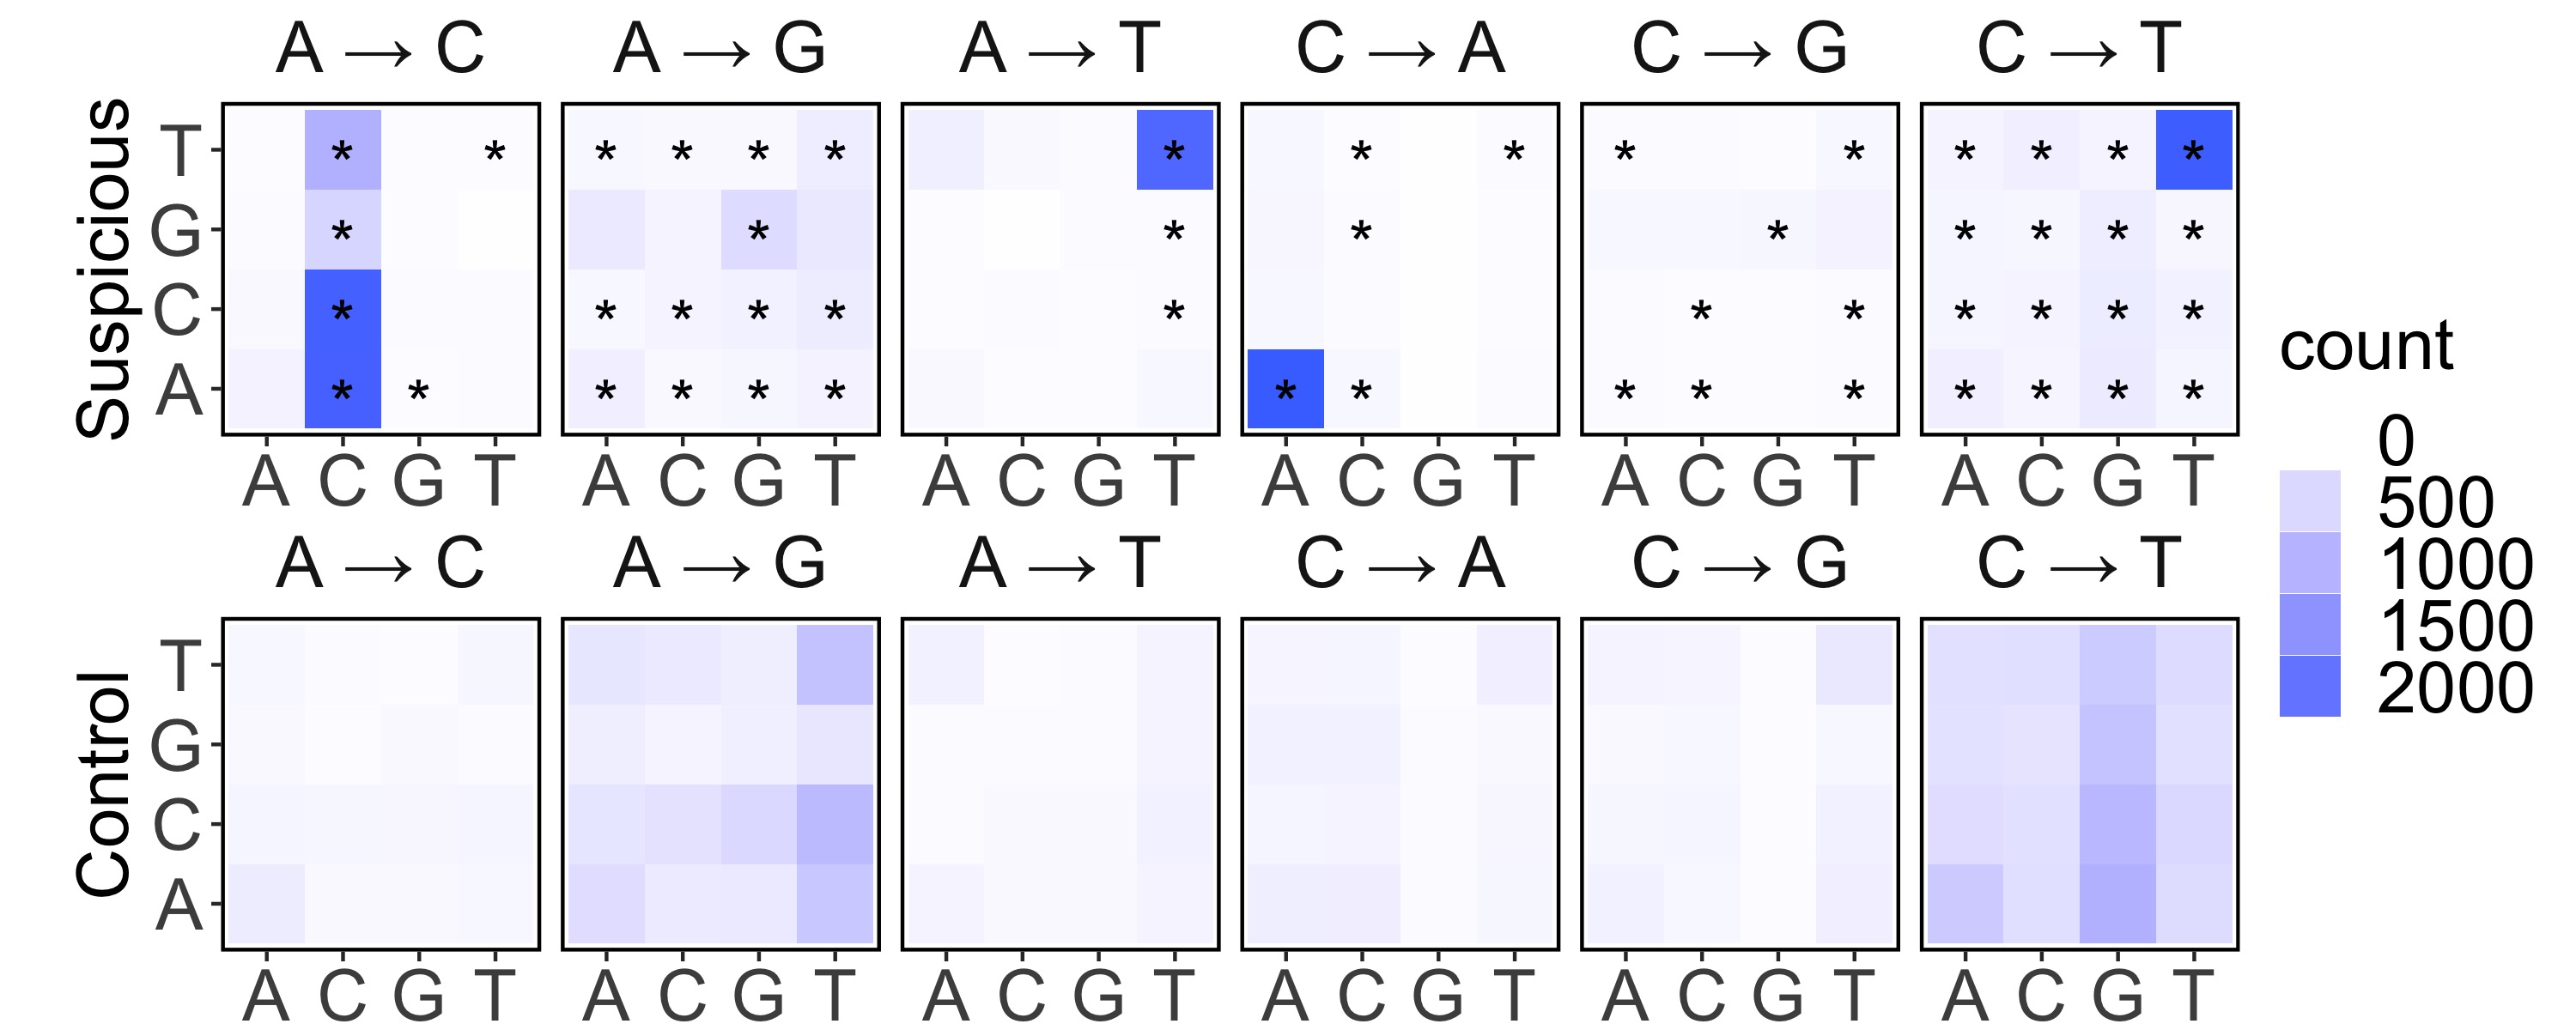 A → C A → G A → T C → A C → G C → T
Suspicious
T * * * * * * * * * * * * * * *
G * * * * * * * * *
C * * * * * * * * * * * *
A * * * * * * * * * * * * * * *
A C G T A C G T A C G T A C G T A C G T A C G T
A → C A → G A → T C → A C → G C → T
Control
T
G
C
A
A C G T A C G T A C G T A C G T A C G T A C G T
count
0
500
1000
1500
2000